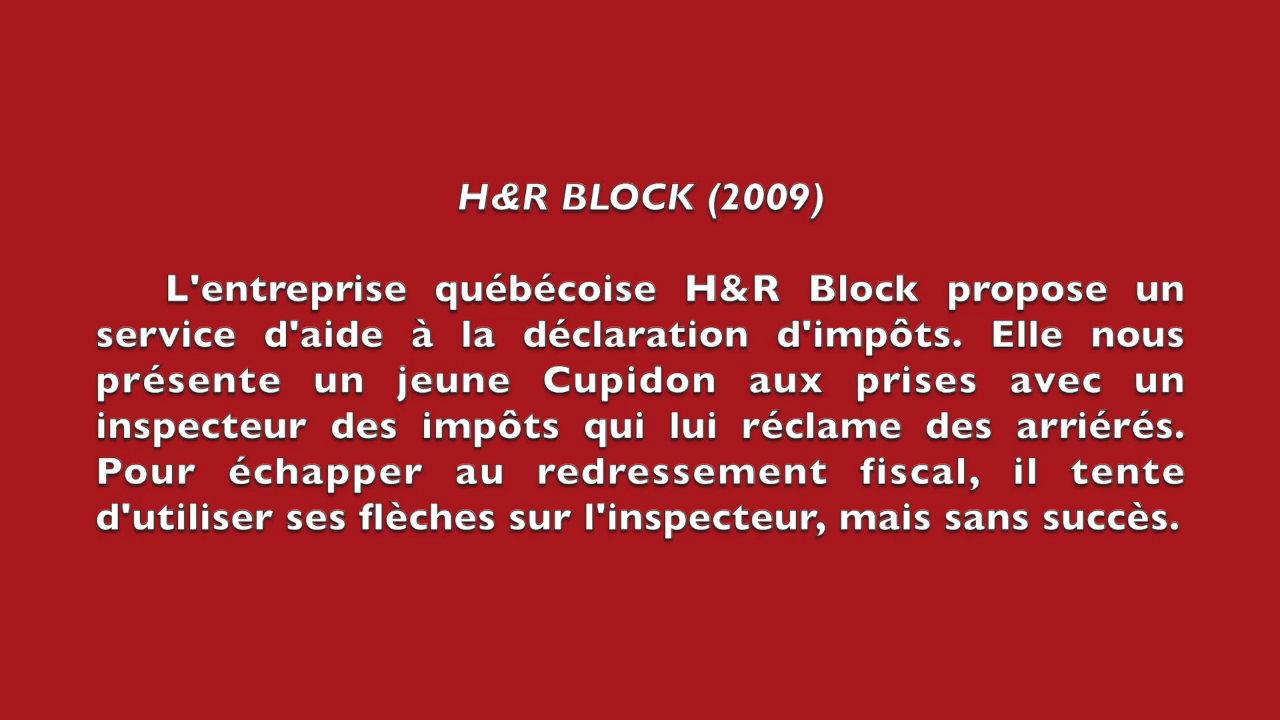 H&R BLOCK (2009)
L'entreprise québécoise H&R Block propose un
service d'aide à la déclaration d'impôts. Elle nous
présente un jeune Cupidon aux prises avec un
inspecteur des impôts qui lui réclame des arriérés.
Pour échapper au redressement fiscal, il tente
d'utiliser ses flèches sur l'inspecteur, mais sans succès.